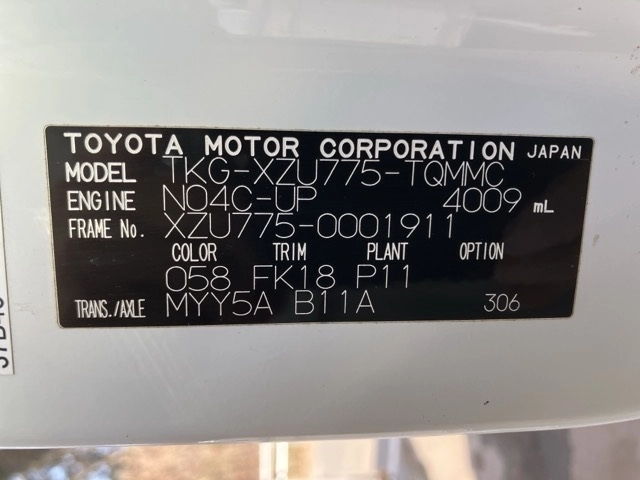 TOYOTA MOTOR CORPORATION JAPAN
MODEL TKG-XZU775-TQMMC
ENGINE N04C-UP 4009 mL
FRAME No. XZU775-0001911
COLOR TRIM PLANT OPTION
058 FK18 P11
TRANS./AXLE MYY5A B11A 306